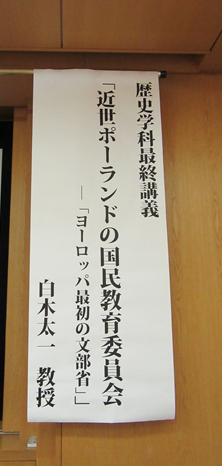 歴史学科最終講義
「近世ポーランドの国民教育委員会
―「ヨーロッパ最初の文部省」」
白木太一 教授